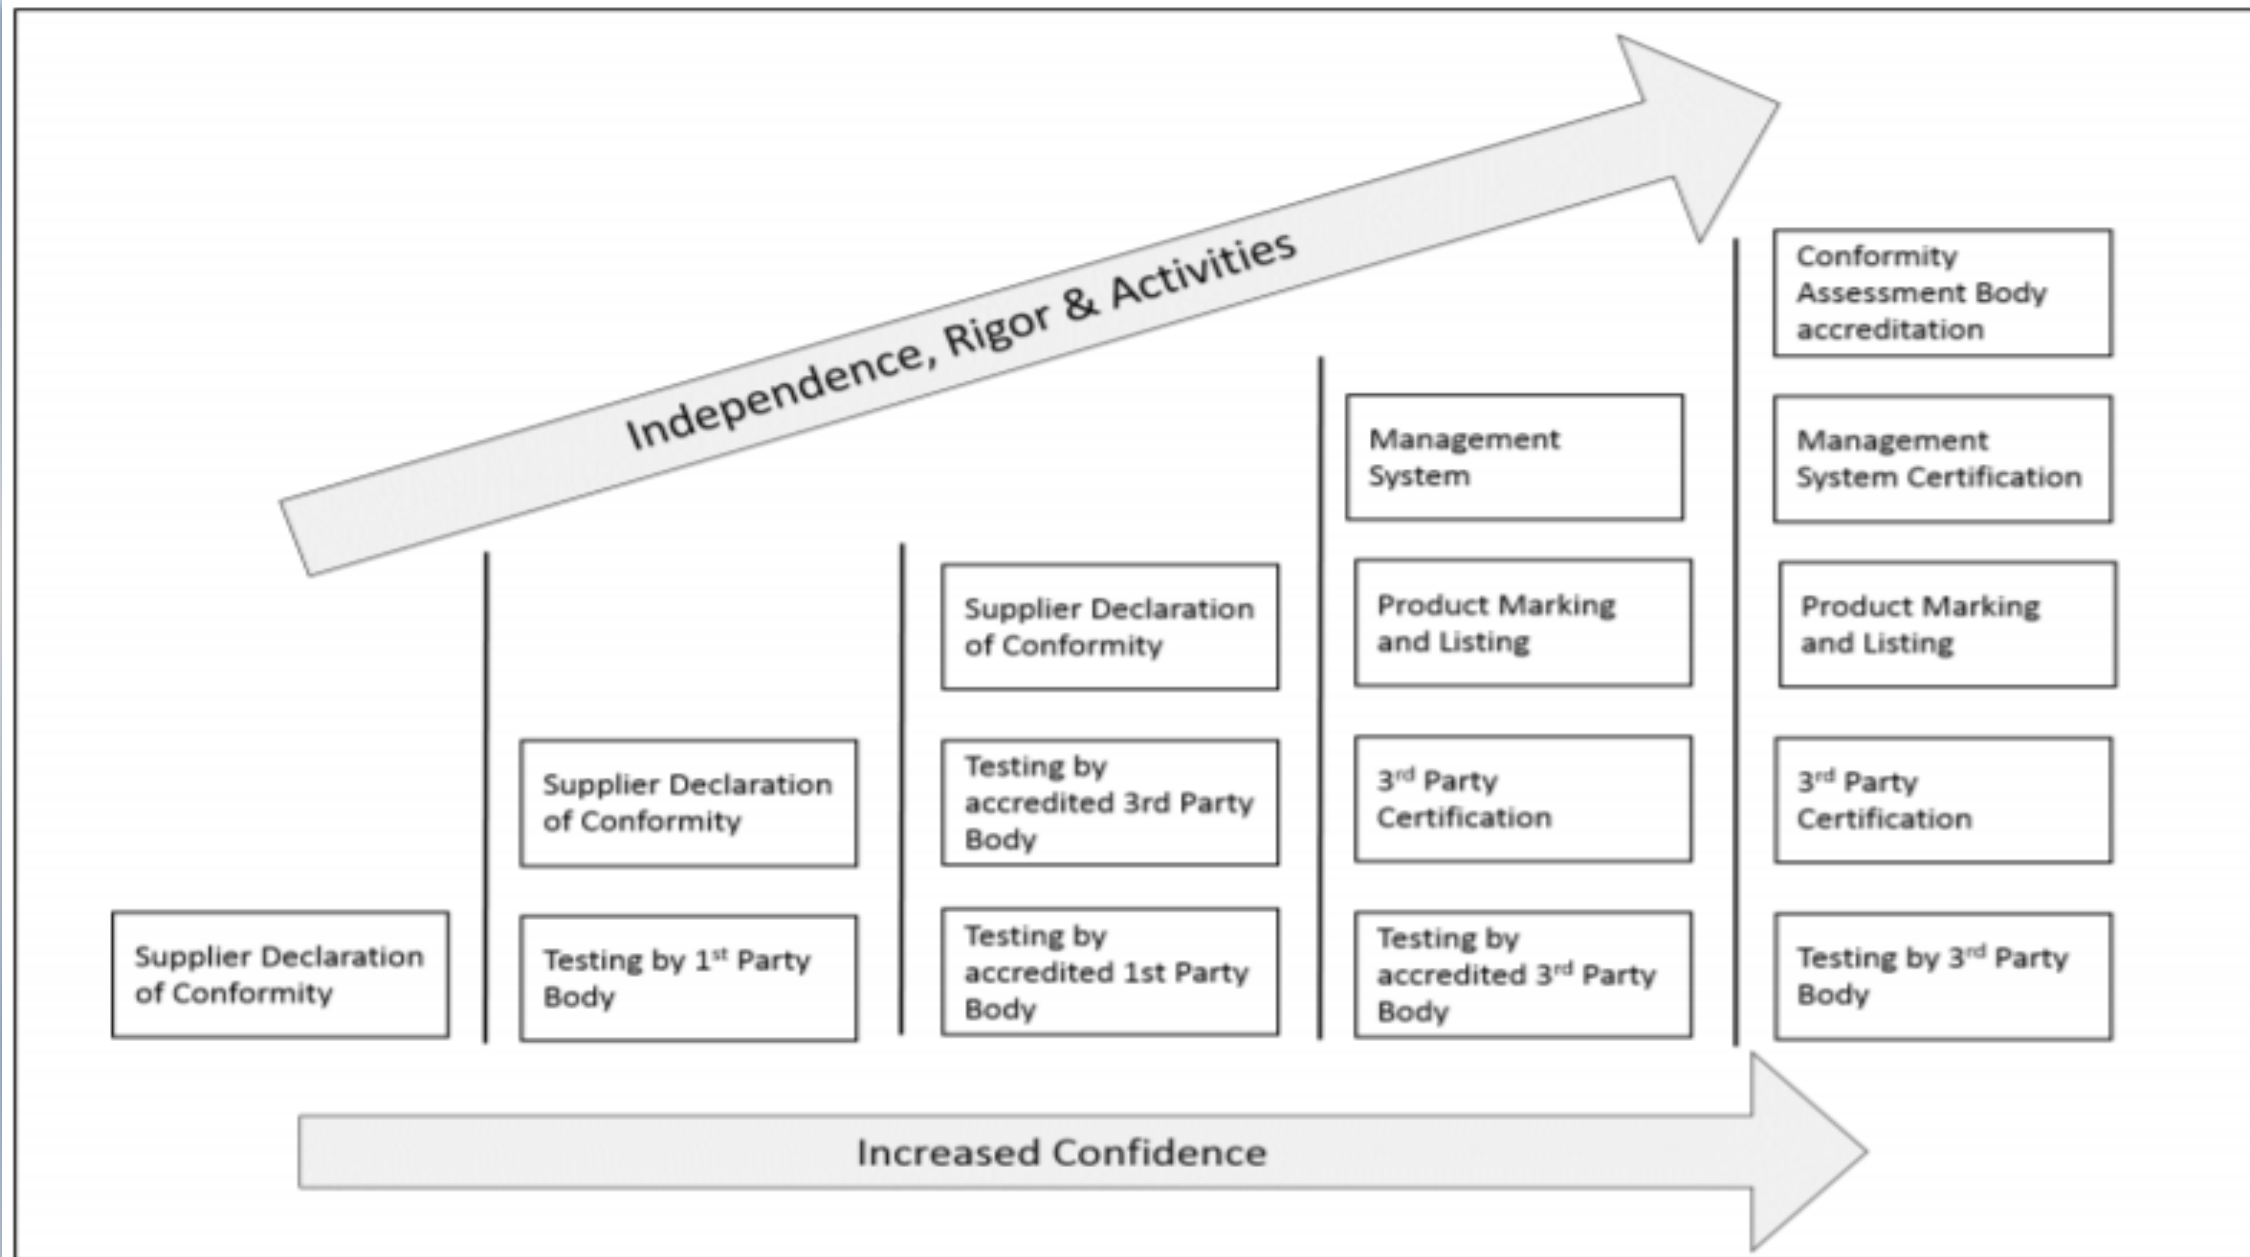 Independence, Rigor & Activities
Supplier Declaration
of Conformity
Supplier Declaration
of Conformity
Testing by 1st Party
Body
Supplier Declaration
of Conformity
Testing by
accredited 3rd Party
Body
Testing by
accredited 1st Party
Body
Management
System
Product Marking
and Listing
3rd Party
Certification
Testing by
accredited 3rd Party
Body
Conformity
Assessment Body
accreditation
Management
System Certification
Product Marking
and Listing
3rd Party
Certification
Testing by 3rd Party
Body
Increased Confidence